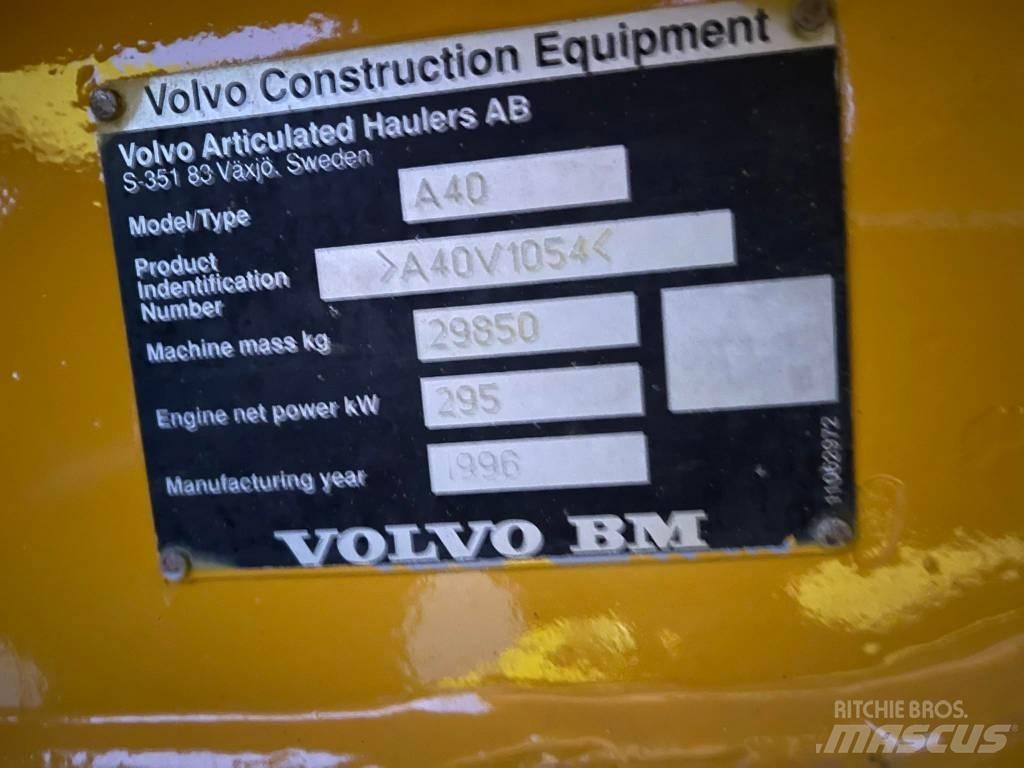 Volvo Construction Equipment
Volvo Articulated Haulers AB
S-351 83 Växjö. Sweden
Model/Type A40
Product
Indentification
Number >A40V1054<
Machine mass kg 29850
Engine net power kW 295
Manufacturing year 1996
11062972
VOLVO BM
RITCHIE BROS.
MASCUS